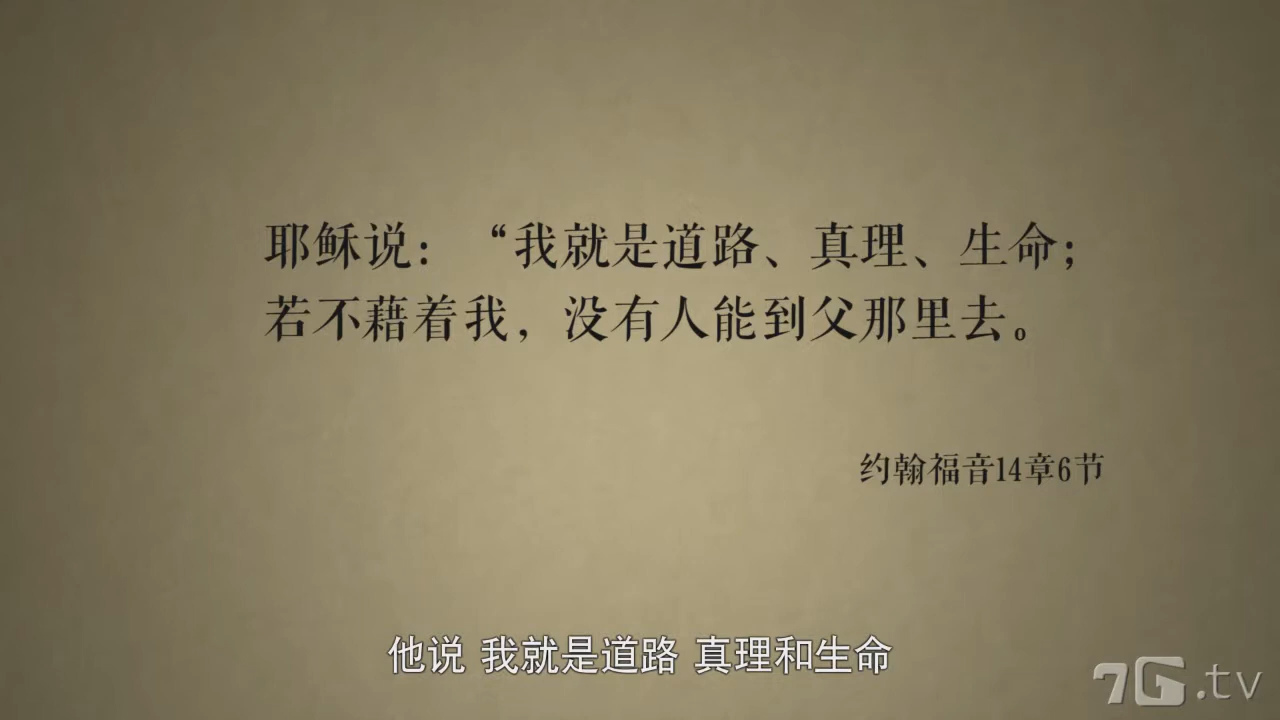 耶稣说：“我就是道路、真理、生命；
若不藉着我，没有人能到父那里去。
约翰福音14章6节
他说 我就是道路 真理和生命
7G.tv